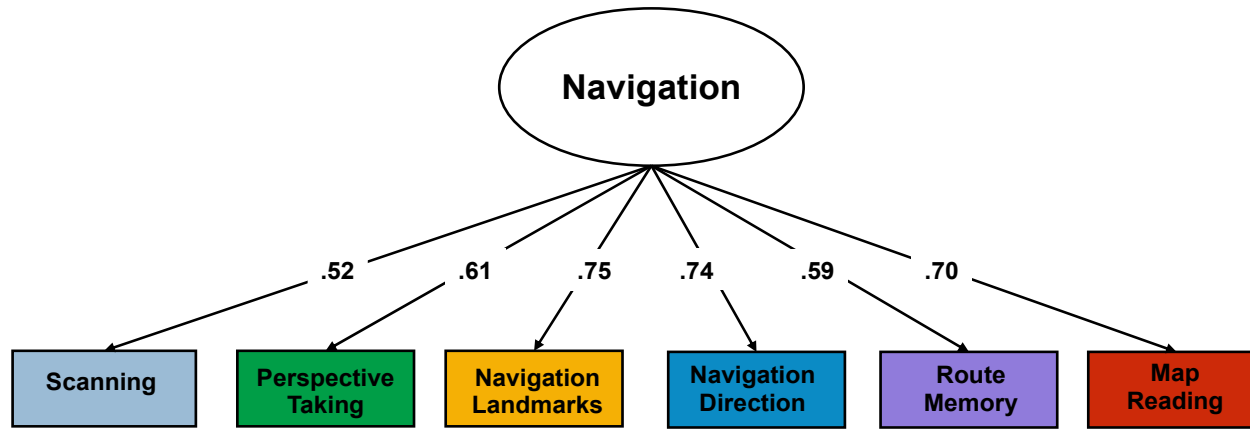 Navigation
.52
.61
.75
.74
.59
.70
Scanning
Perspective
Taking
Navigation
Landmarks
Navigation
Direction
Route
Memory
Map
Reading